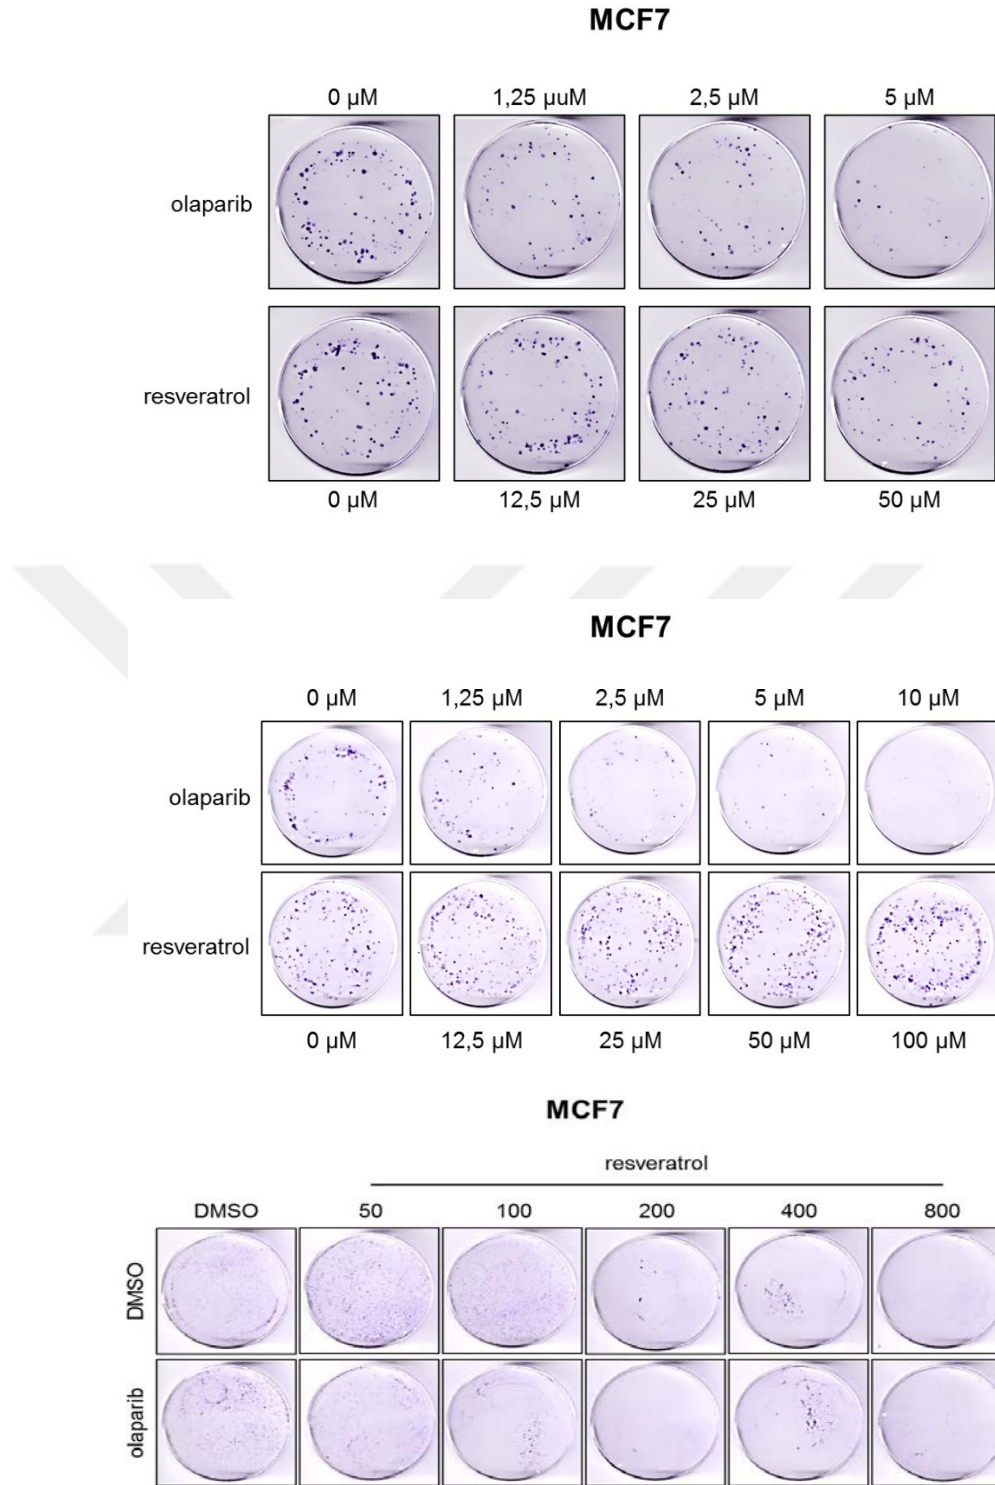 MCF7
0 µM 1,25 µuM 2,5 µM 5 µM
olaparib
resveratrol
0 µM 12,5 µM 25 µM 50 µM
MCF7
0 µM 1,25 µM 2,5 µM 5 µM 10 µM
olaparib
resveratrol
0 µM 12,5 µM 25 µM 50 µM 100 µM
MCF7
resveratrol
DMSO 50 100 200 400 800
DMSO
olaparib